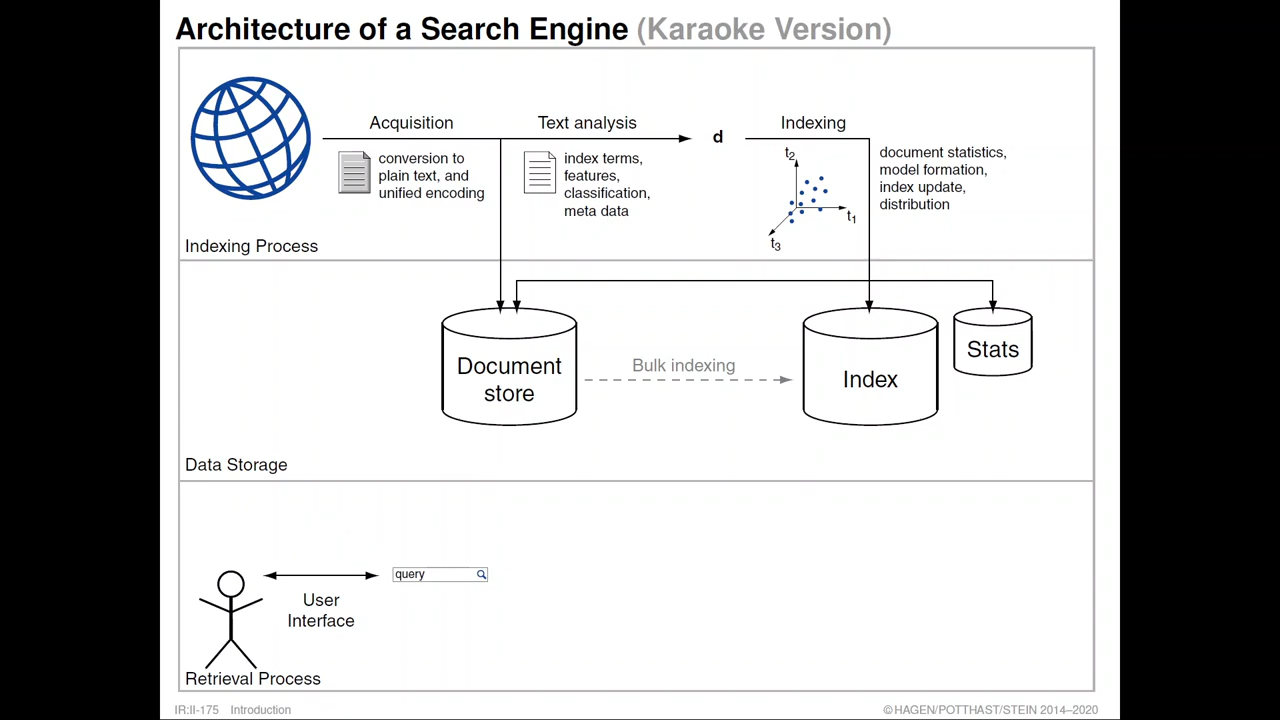 Architecture of a Search Engine (Karaoke Version)
Acquisition
conversion to
plain text, and
unified encoding
Text analysis
index terms,
features,
classification,
meta data
d
Indexing
t2
t1
t3
document statistics,
model formation,
index update,
distribution
Indexing Process
Document
store
Bulk indexing
Index
Stats
Data Storage
query
User
Interface
Retrieval Process
IR:II-175 Introduction
©HAGEN/POTTHAST/STEIN 2014–2020